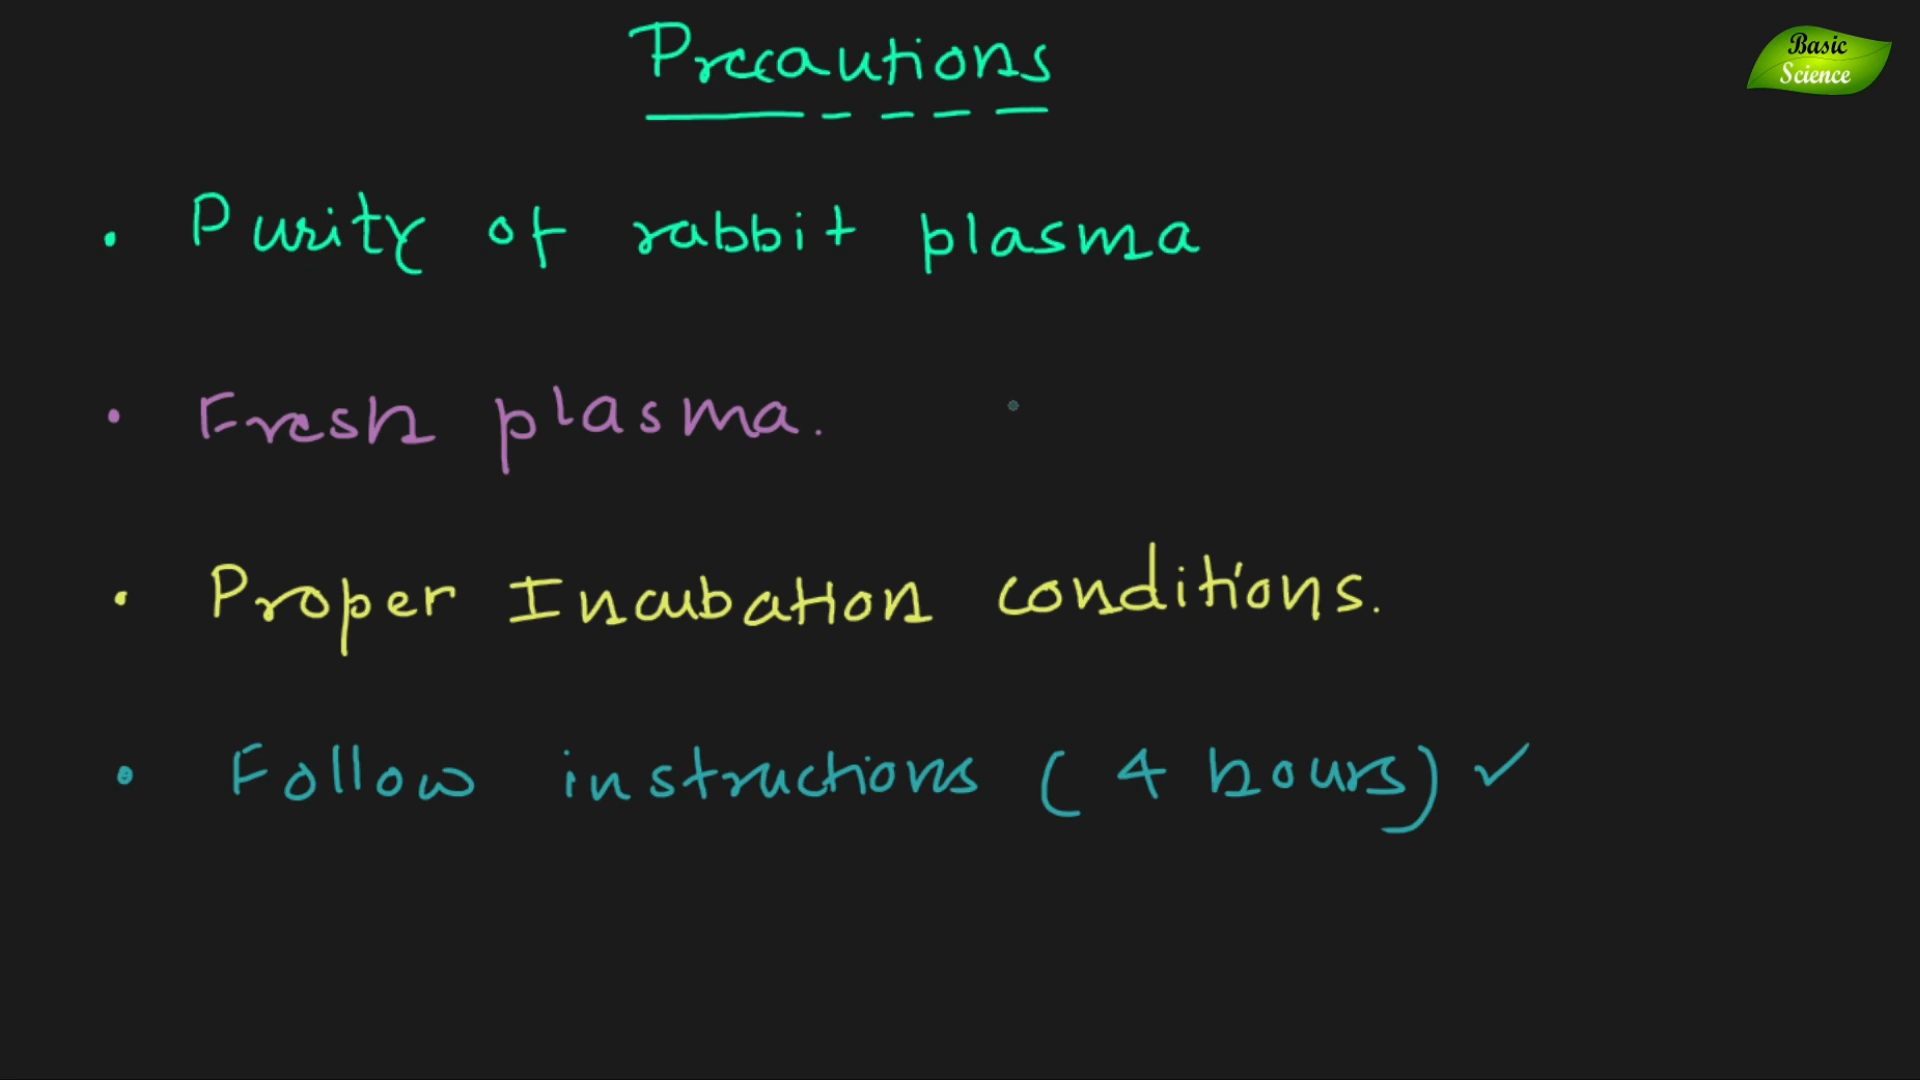 Precautions
Basic
Science
• Purity of rabbit plasma
• Fresh plasma.
• Proper Incubation conditions.
• Follow instructions (4 hours) ✓